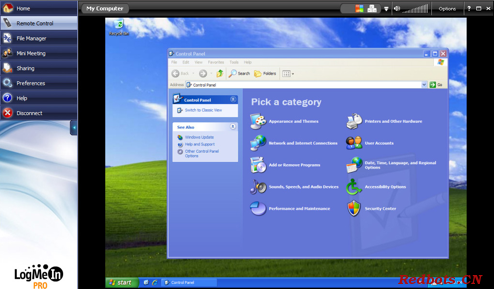 Home
Remote Control
File Manager
Mini Meeting
Sharing
Preferences
Help
Disconnect
LogMeIn
PRO
My Computer
Options
Control Panel
File Edit View Favorites Tools Help
Back
Search
Folders
Address
Control Panel
Go
Control Panel
Switch to Classic View
See Also
Windows Update
Help and Support
Other Control Panel
Options
Pick a category
Appearance and Themes
Printers and Other Hardware
Network and Internet Connections
User Accounts
Add or Remove Programs
Date, Time, Language, and Regional
Options
Sounds, Speech, and Audio Devices
Accessibility Options
Performance and Maintenance
Security Center
start
Control Panel
Redbots.CN